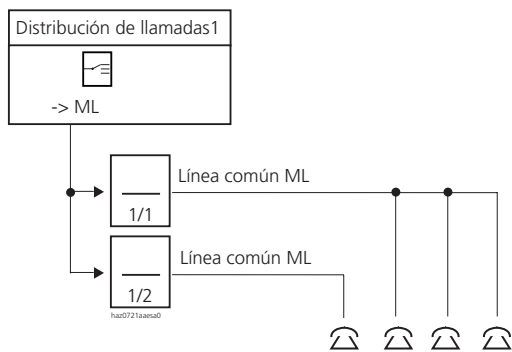 Distribución de llamadas1
-> ML
Línea común ML
1/1
Línea común ML
1/2
haz0721aaesa0